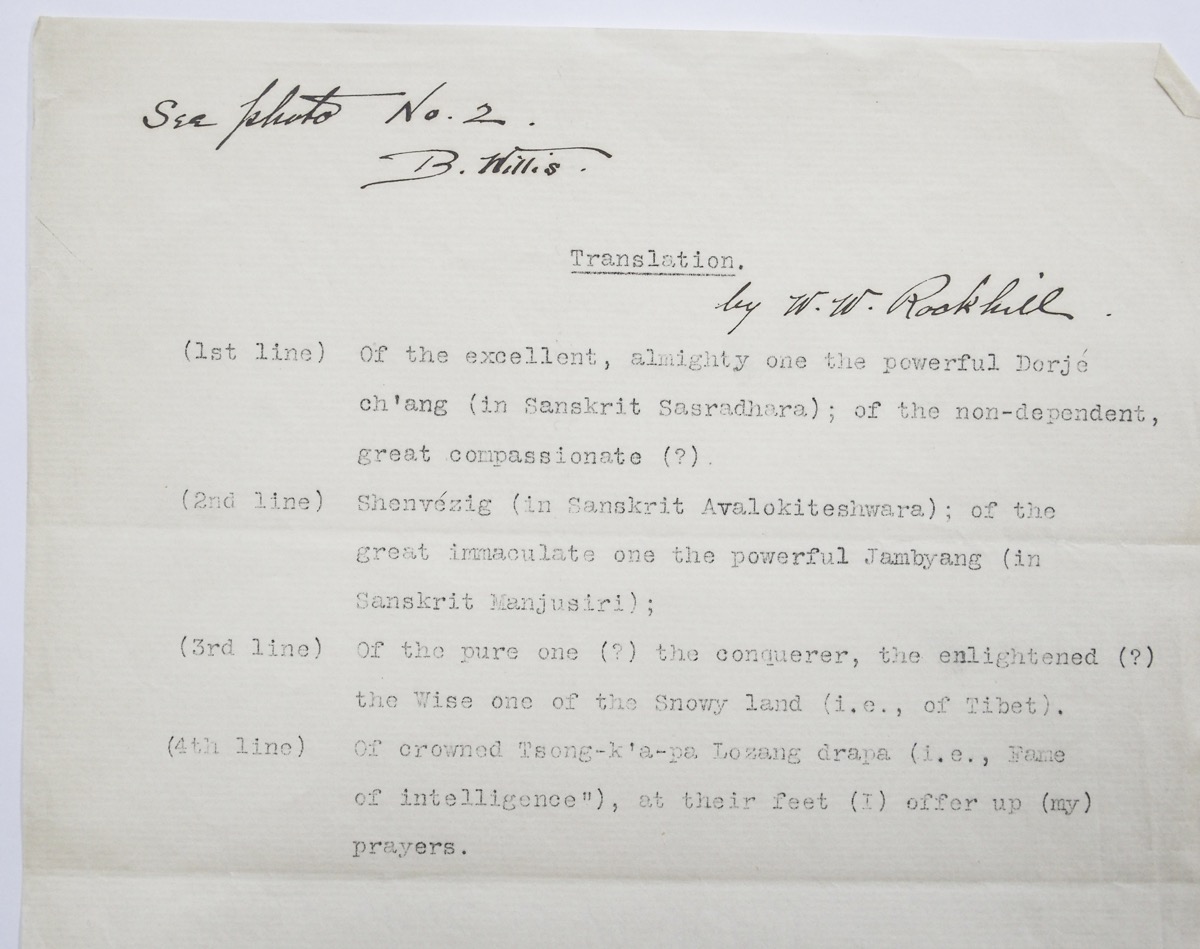 See photo No. 2.
B. Willis.
Translation.
by W. W. Rockhill.
(1st line) Of the excellent, almighty one the powerful Dorjé
ch'ang (in Sanskrit Sasradhara); of the non-dependent,
great compassionate (?).
(2nd line) Shenvézig (in Sanskrit Avalokiteshwara); of the
great immaculate one the powerful Jambyang (in
Sanskrit Manjusiri);
(3rd line) Of the pure one (?) the conquerer, the enlightened (?)
the Wise one of the Snowy land (i.e., of Tibet).
(4th line) Of crowned Tsong-k'a-pa Lozang drapa (i.e., Fame
of intelligence"), at their feet (I) offer up (my)
prayers.